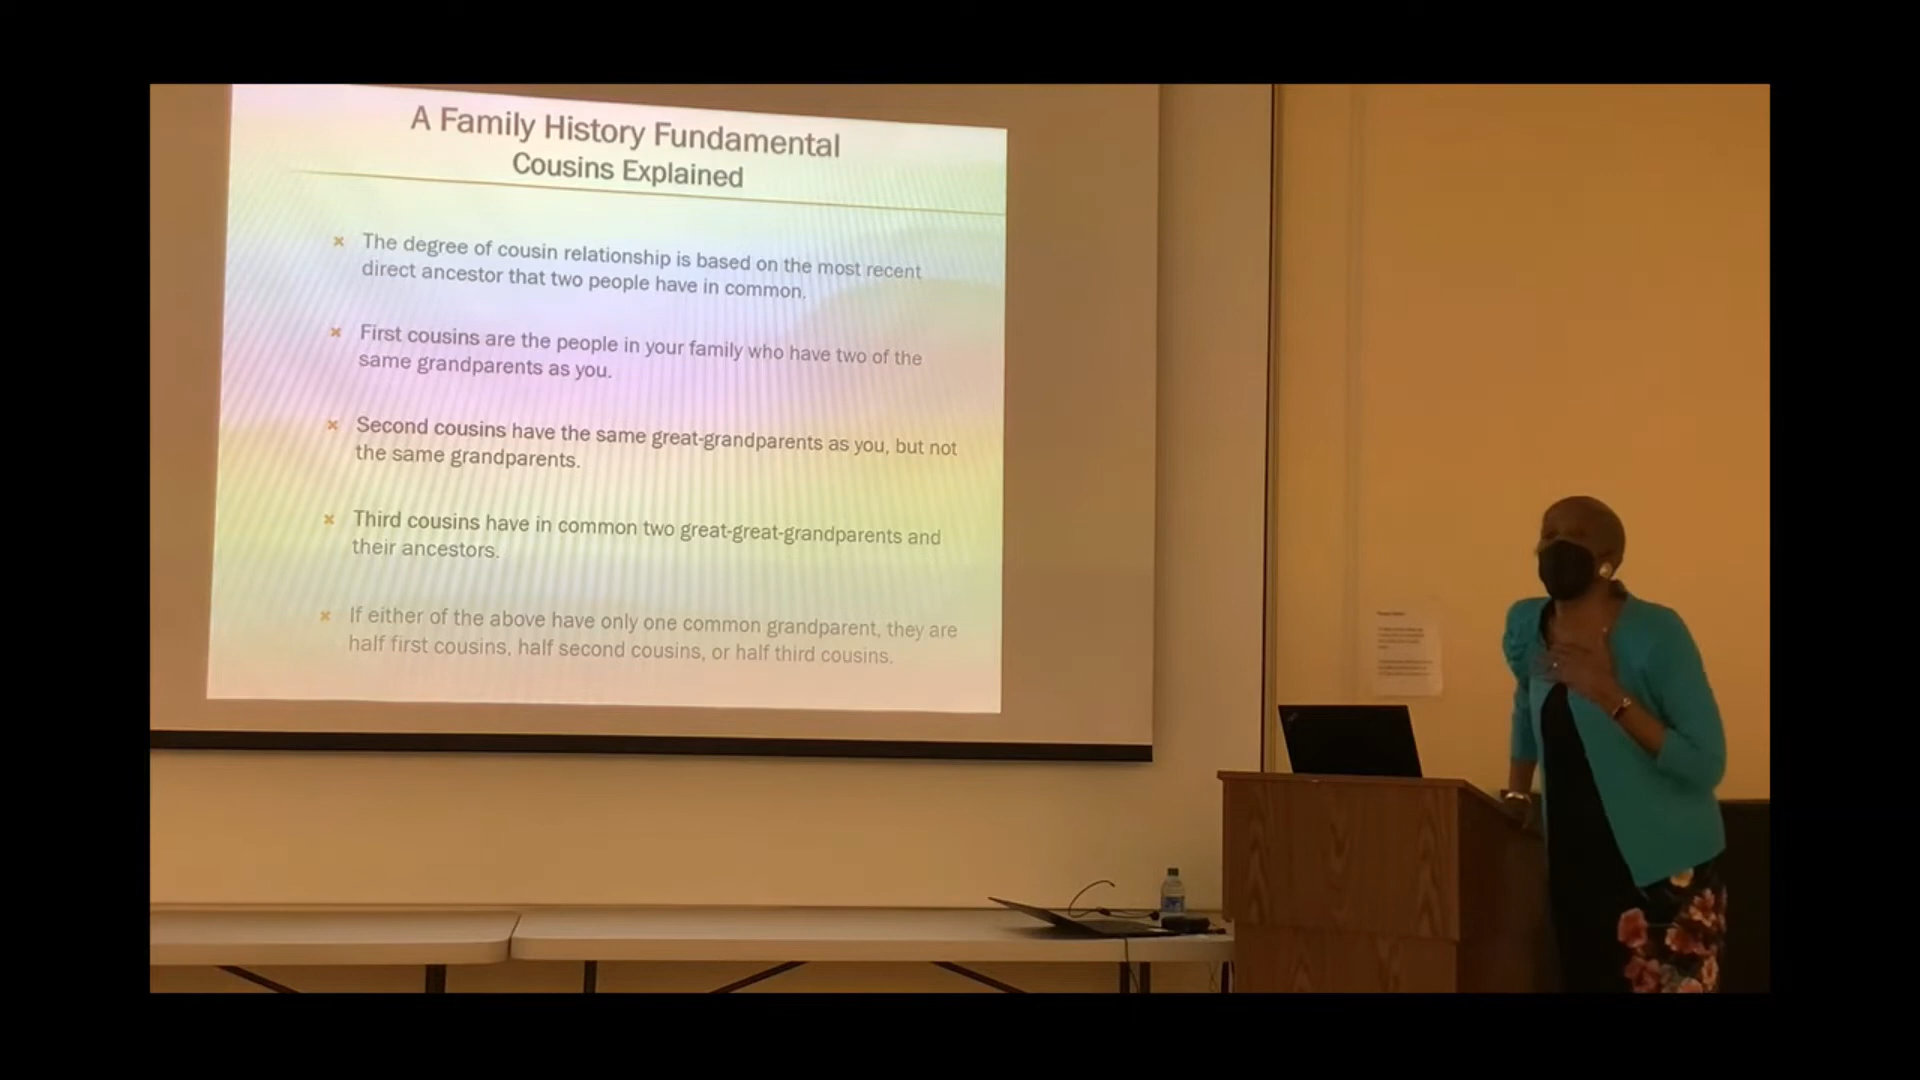 A Family History Fundamental
Cousins Explained
The degree of cousin relationship is based on the most recent
direct ancestor that two people have in common.
First cousins are the people in your family who have two of the
same grandparents as you.
Second cousins have the same great-grandparents as you, but not
the same grandparents.
Third cousins have in common two great-great-grandparents and
their ancestors.
If either of the above have only one common grandparent, they are
half first cousins, half second cousins, or half third cousins.